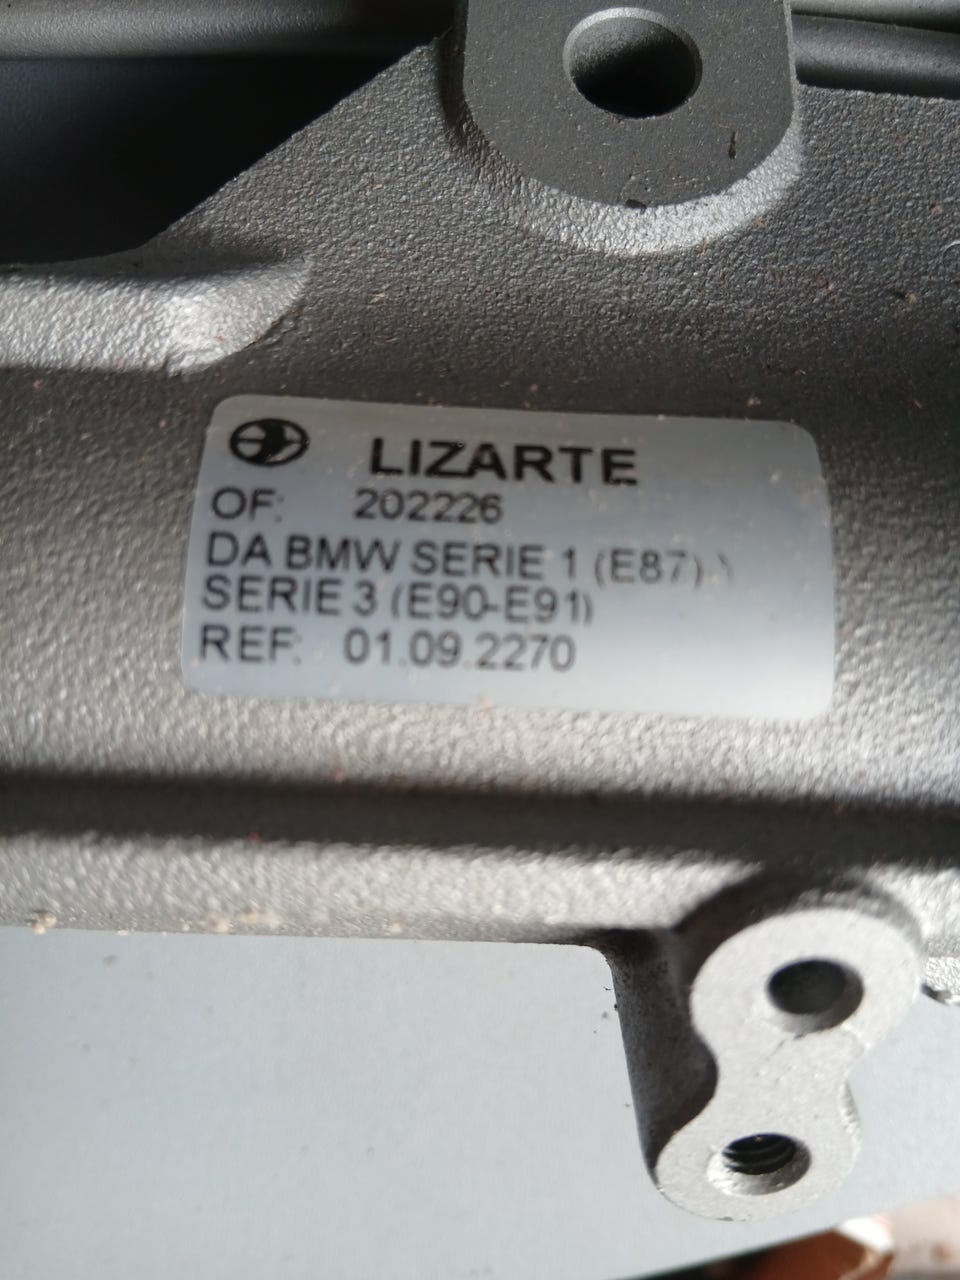 LIZARTE
OF: 202226
DA BMW SERIE 1 (E87) \
SERIE 3 (E90-E91)
REF: 01.09.2270